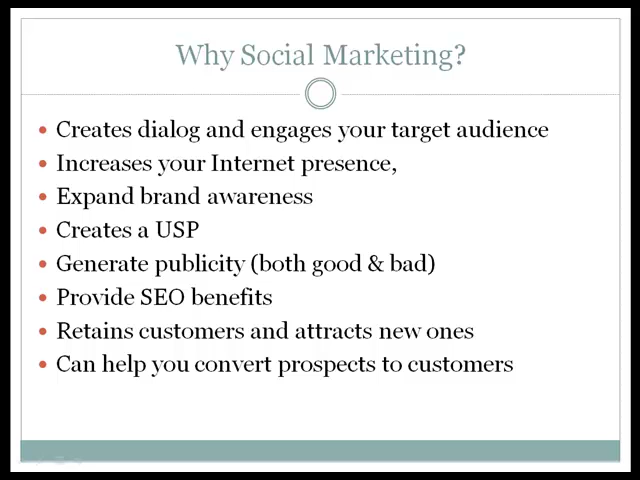 Why Social Marketing?
• Creates dialog and engages your target audience
• Increases your Internet presence,
• Expand brand awareness
• Creates a USP
• Generate publicity (both good & bad)
• Provide SEO benefits
• Retains customers and attracts new ones
• Can help you convert prospects to customers